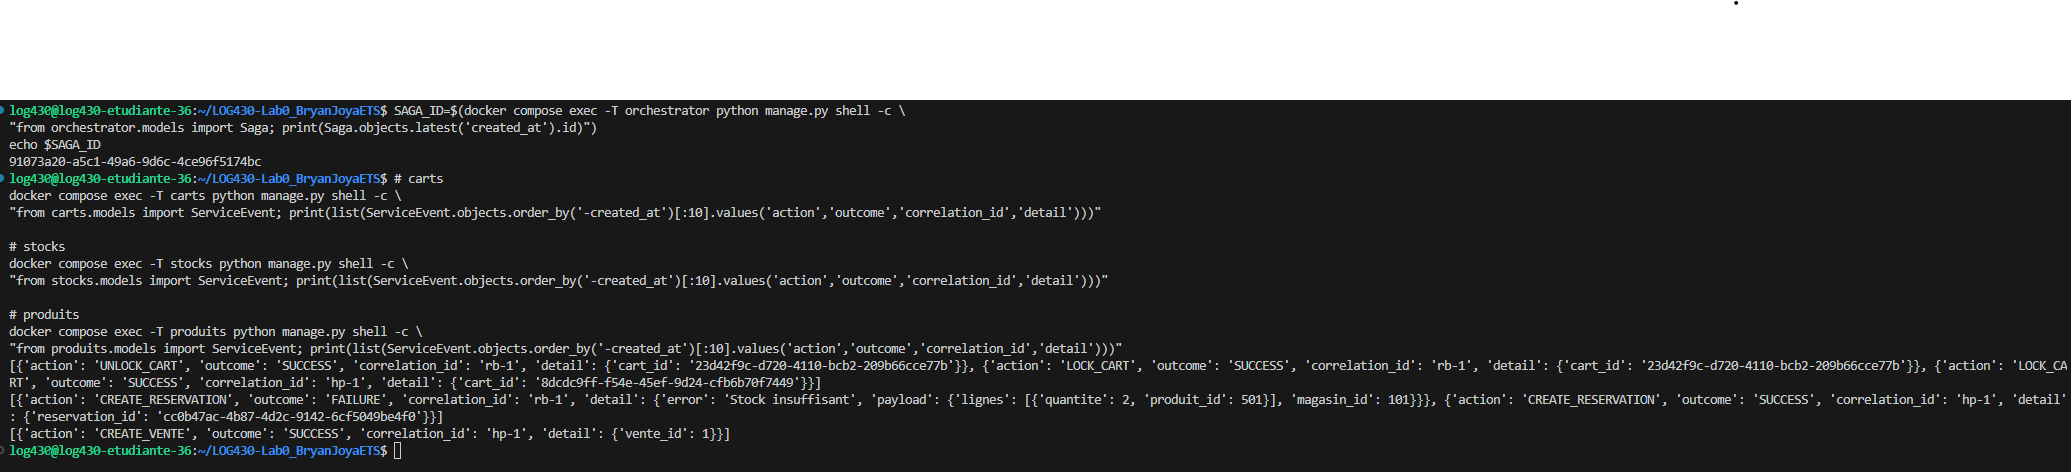 log430@log430-etudiante-36:~/LOG430-Lab0_BryanJoyaETS$ SAGA_ID=$(docker compose exec -T orchestrator python manage.py shell -c \
"from orchestrator.models import Saga; print(Saga.objects.latest('created_at').id)")
echo $SAGA_ID
91073a20-a5c1-49a6-9d6c-4ce96f5174bc
log430@log430-etudiante-36:~/LOG430-Lab0_BryanJoyaETS$ # carts
docker compose exec -T carts python manage.py shell -c \
"from carts.models import ServiceEvent; print(list(ServiceEvent.objects.order_by('-created_at')[:10].values('action','outcome','correlation_id','detail')))"
# stocks
docker compose exec -T stocks python manage.py shell -c \
"from stocks.models import ServiceEvent; print(list(ServiceEvent.objects.order_by('-created_at')[:10].values('action','outcome','correlation_id','detail')))"
# produits
docker compose exec -T produits python manage.py shell -c \
"from produits.models import ServiceEvent; print(list(ServiceEvent.objects.order_by('-created_at')[:10].values('action','outcome','correlation_id','detail')))"
[{'action': 'UNLOCK_CART', 'outcome': 'SUCCESS', 'correlation_id': 'rb-1', 'detail': {'cart_id': '23d42f9c-d720-4110-bcb2-209b66cce77b'}}, {'action': 'LOCK_CART', 'outcome': 'SUCCESS', 'correlation_id': 'rb-1', 'detail': {'cart_id': '23d42f9c-d720-4110-bcb2-209b66cce77b'}}, {'action': 'LOCK_CA
RT', 'outcome': 'SUCCESS', 'correlation_id': 'hp-1', 'detail': {'cart_id': '8dcdc9ff-f54e-45ef-9d24-cfb6b70f7449'}}]
[{'action': 'CREATE_RESERVATION', 'outcome': 'FAILURE', 'correlation_id': 'rb-1', 'detail': {'error': 'Stock insuffisant', 'payload': {'lignes': [{'quantite': 2, 'produit_id': 501}], 'magasin_id': 101}}}, {'action': 'CREATE_RESERVATION', 'outcome': 'SUCCESS', 'correlation_id': 'hp-1', 'detail'
: {'reservation_id': 'cc0b47ac-4b87-4d2c-9142-6cf5049be4f0'}}]
[{'action': 'CREATE_VENTE', 'outcome': 'SUCCESS', 'correlation_id': 'hp-1', 'detail': {'vente_id': 1}}]
log430@log430-etudiante-36:~/LOG430-Lab0_BryanJoyaETS$